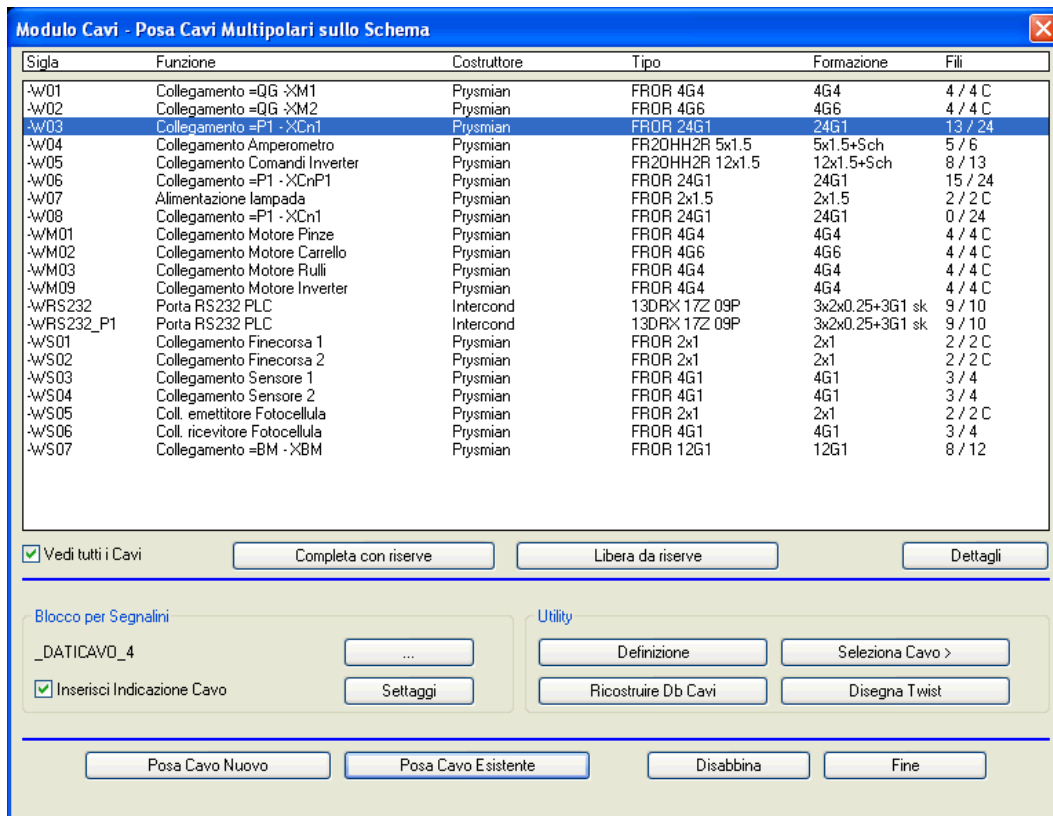 Modulo Cavi - Posa Cavi Multipolari sullo Schema
Sigla Funzione Costruttore Tipo Formazione Fili
-W01 Collegamento =QG -XM1 Prysmian FROR 4G4 4G4 4 / 4 C
-W02 Collegamento =QG -XM2 Prysmian FROR 4G6 4G6 4 / 4 C
-W03 Collegamento =P1 - XCn1 Prysmian FROR 24G1 24G1 13 / 24
-W04 Collegamento Amperometro Prysmian FR2OHH2R 5x1.5 5x1.5+Sch 5 / 6
-W05 Collegamento Comandi Inverter Prysmian FR2OHH2R 12x1.5 12x1.5+Sch 8 / 13
-W06 Collegamento =P1 - XCnP1 Prysmian FROR 24G1 24G1 15 / 24
-W07 Alimentazione lampada Prysmian FROR 2x1.5 2x1.5 2 / 2 C
-W08 Collegamento =P1 - XCn1 Prysmian FROR 24G1 24G1 0 / 24
-WM01 Collegamento Motore Pinze Prysmian FROR 4G4 4G4 4 / 4 C
-WM02 Collegamento Motore Carrello Prysmian FROR 4G6 4G6 4 / 4 C
-WM03 Collegamento Motore Rulli Prysmian FROR 4G4 4G4 4 / 4 C
-WM09 Collegamento Motore Inverter Prysmian FROR 4G4 4G4 4 / 4 C
-WRS232 Porta RS232 PLC Intercond 13DRX 17Z 09P 3x2x0.25+3G1 sk 9 / 10
-WRS232_P1 Porta RS232 PLC Intercond 13DRX 17Z 09P 3x2x0.25+3G1 sk 9 / 10
-WS01 Collegamento Finecorsa 1 Prysmian FROR 2x1 2x1 2 / 2 C
-WS02 Collegamento Finecorsa 2 Prysmian FROR 2x1 2x1 2 / 2 C
-WS03 Collegamento Sensore 1 Prysmian FROR 4G1 4G1 3 / 4
-WS04 Collegamento Sensore 2 Prysmian FROR 4G1 4G1 3 / 4
-WS05 Coll. emettitore Fotocellula Prysmian FROR 2x1 2x1 2 / 2 C
-WS06 Coll. ricevitore Fotocellula Prysmian FROR 4G1 4G1 3 / 4
-WS07 Collegamento =BM - XBM Prysmian FROR 12G1 12G1 8 / 12
Vedi tutti i Cavi Completa con riserve Libera da riserve Dettagli
Blocco per Segnalini Utility
_DATICAVO_4 ... Definizione Seleziona Cavo >
Inserisci Indicazione Cavo Settaggi Ricostruire Db Cavi Disegna Twist
Posa Cavo Nuovo Posa Cavo Esistente Disabbina Fine